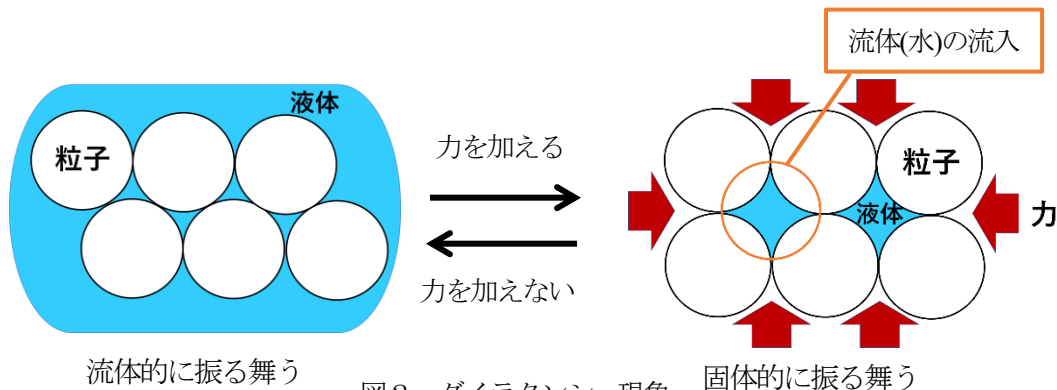 流体(水)の流入
液体
粒子
力を加える
粒子
液体
力
力を加えない
流体的に振る舞う
固体的に振る舞う